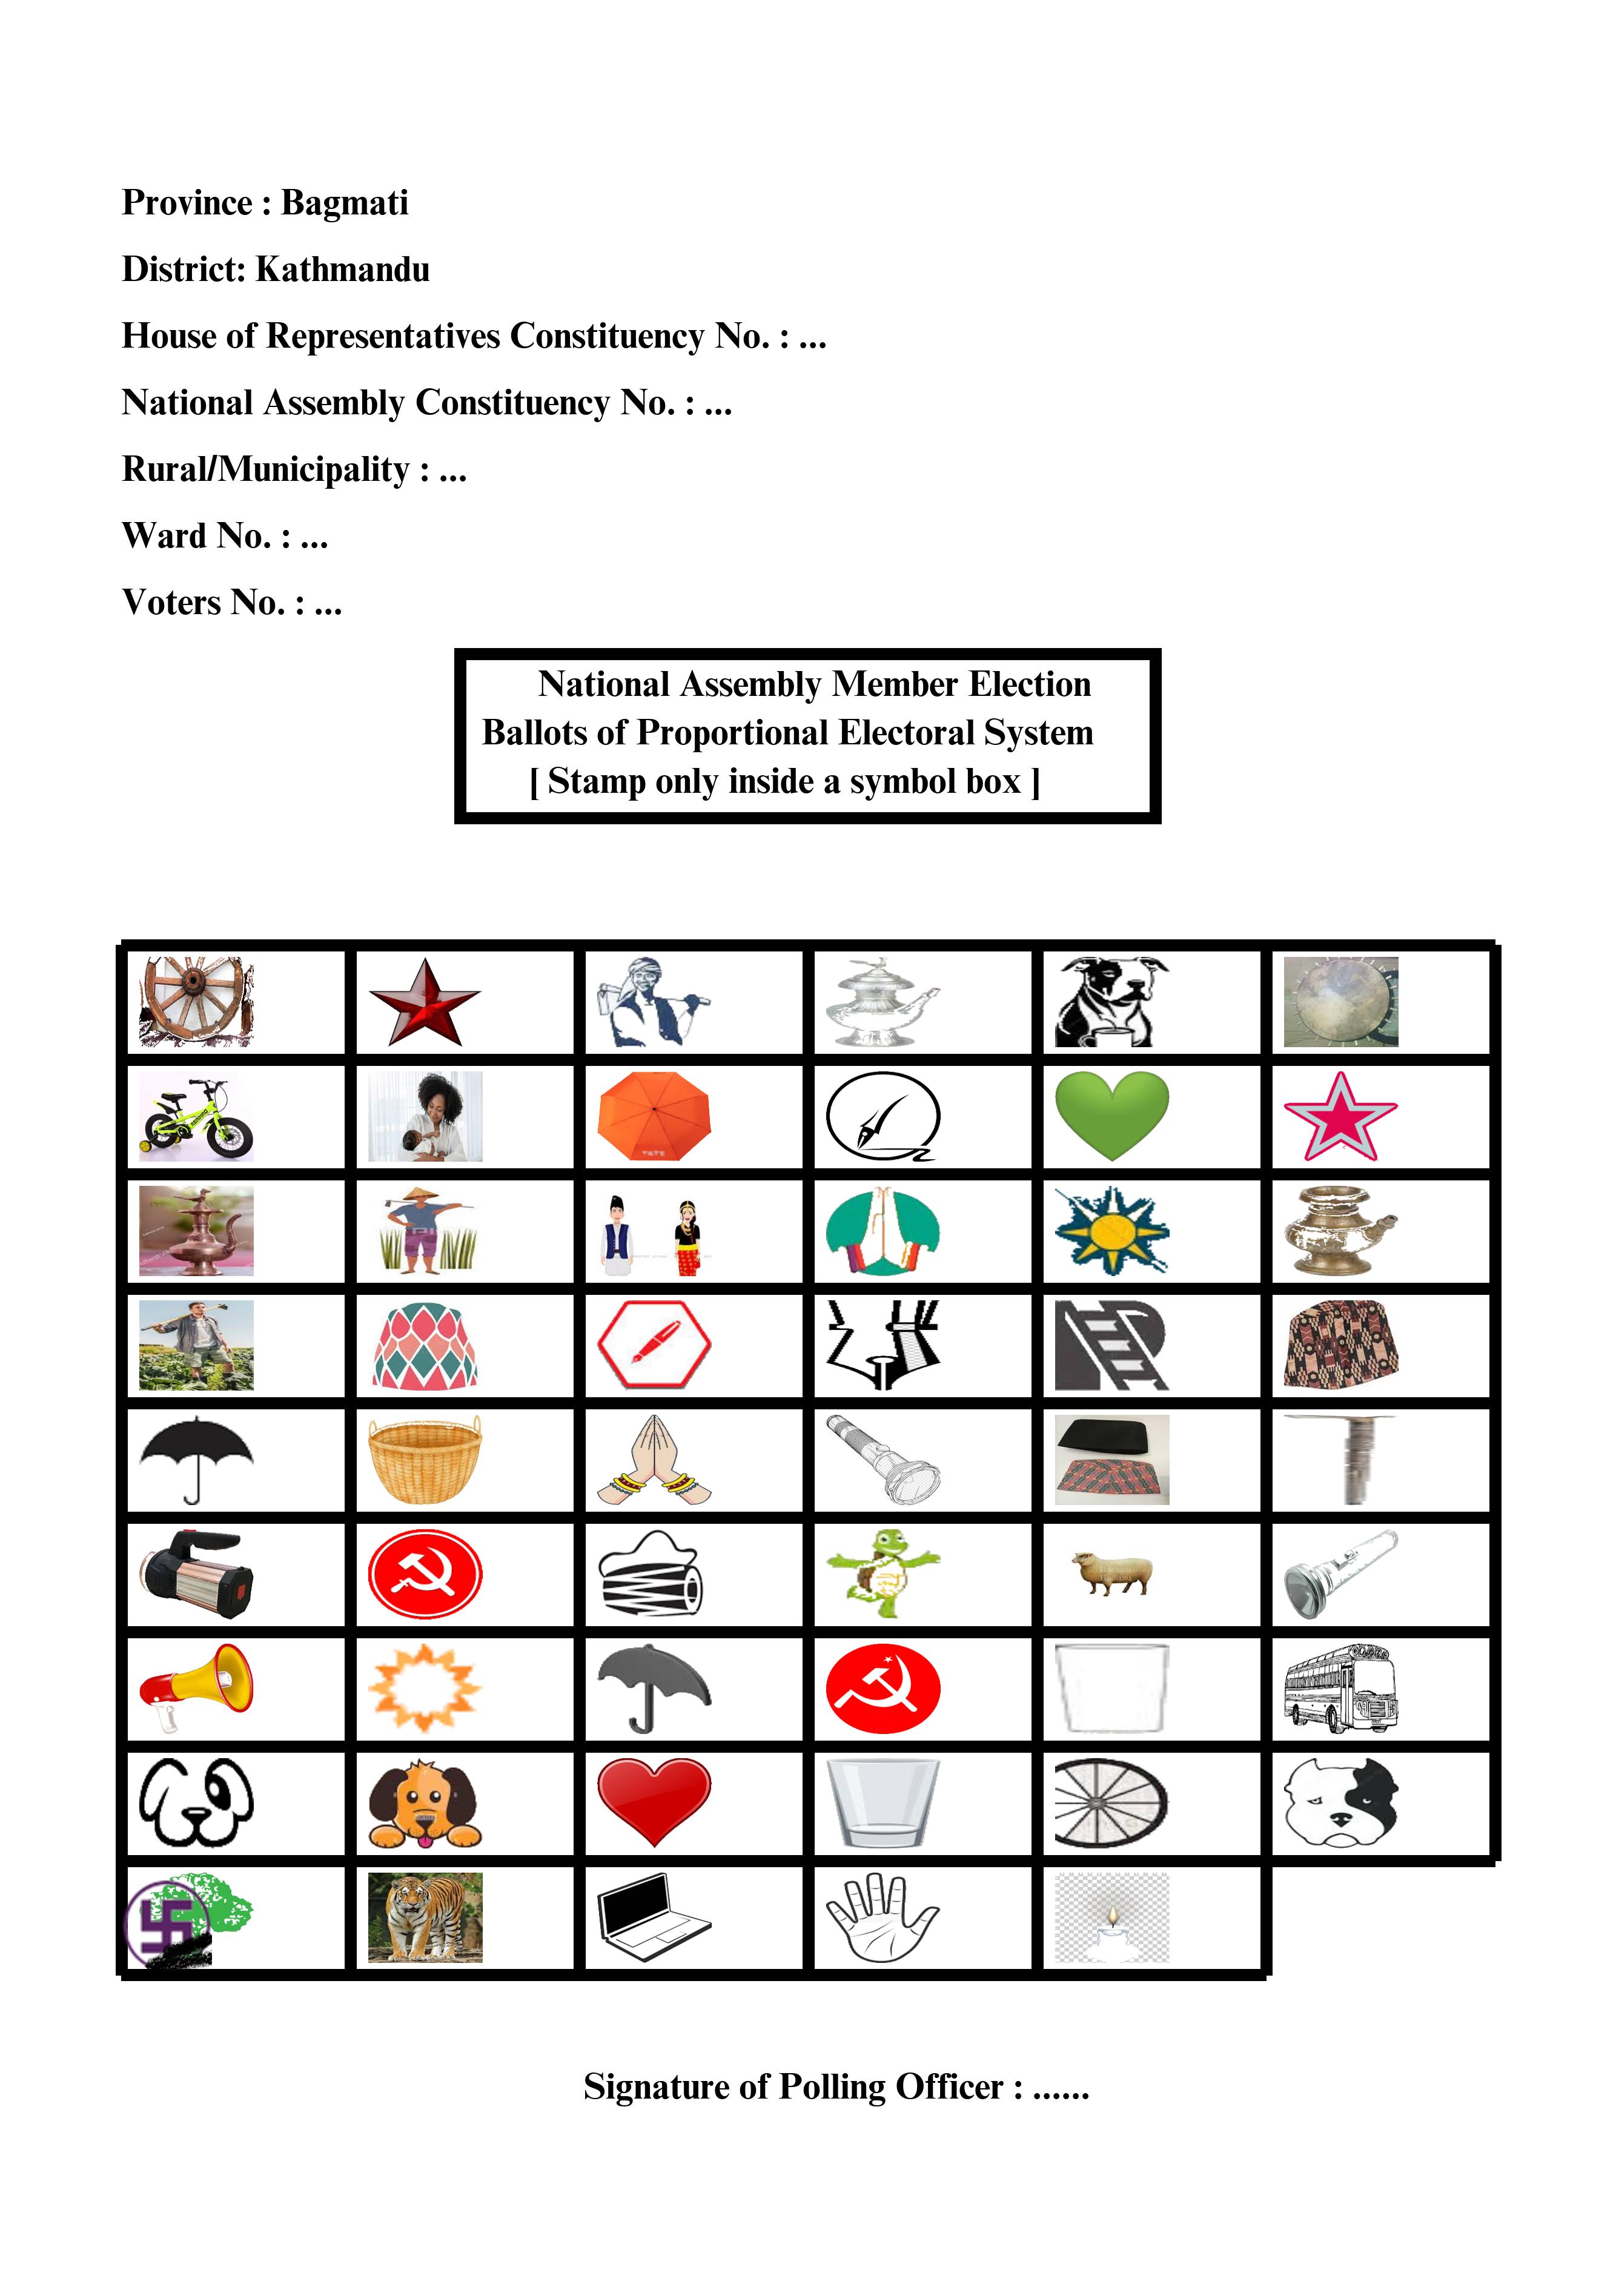 Province : Bagmati
District: Kathmandu
House of Representatives Constituency No. : ...
National Assembly Constituency No. : ...
Rural/Municipality : ...
Ward No. : ...
Voters No. : ...
National Assembly Member Election
Ballots of Proportional Electoral System
[ Stamp only inside a symbol box ]
Signature of Polling Officer : ......